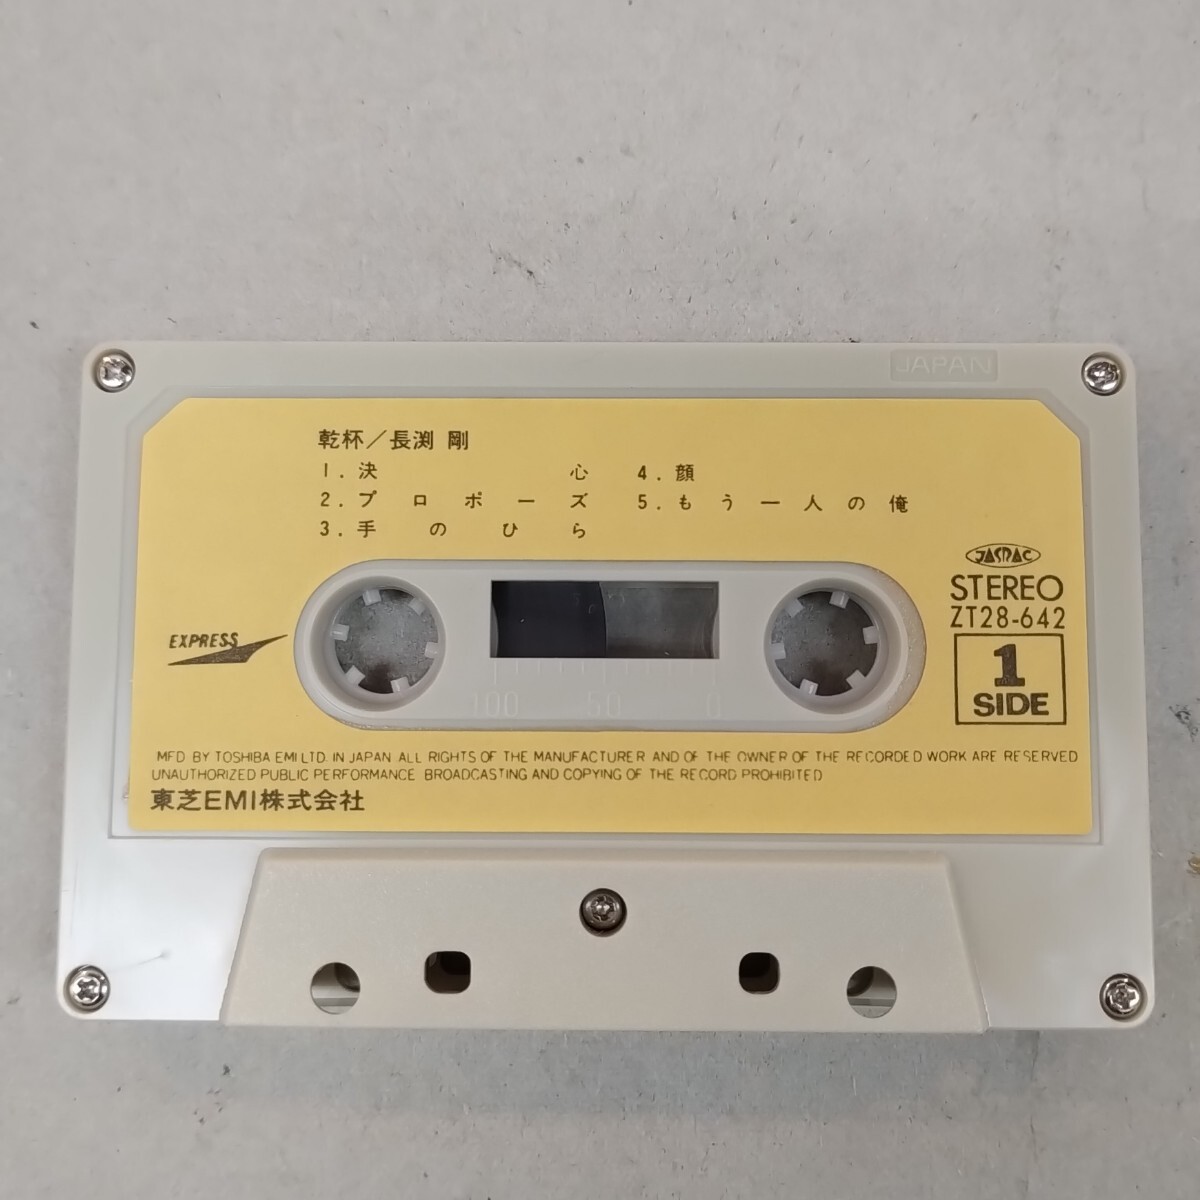 JAPAN
乾杯／長渕 剛
1.決心
2.プロポーズ
3.手のひら
4.顔
5.もう一人の俺
JASRAC
STEREO
ZT28-642
1
SIDE
EXPRESS
100 50 0
MFD BY TOSHIBA EMI LTD. IN JAPAN ALL RIGHTS OF THE MANUFACTURER AND OF THE OWNER OF THE RECORDED WORK ARE RESERVED
UNAUTHORIZED PUBLIC PERFORMANCE BROADCASTING AND COPYING OF THE RECORD PROHIBITED
東芝EMI株式会社